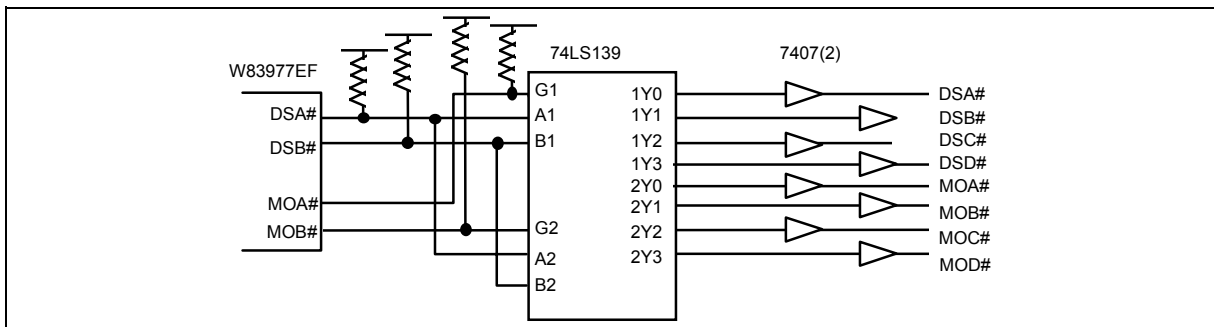 74LS139
7407(2)
W83977EF
DSA#
DSB#
MOA#
MOB#
G1
A1
B1
G2
A2
B2
1Y0
1Y1
1Y2
1Y3
2Y0
2Y1
2Y2
2Y3
DSA#
DSB#
DSC#
DSD#
MOA#
MOB#
MOC#
MOD#